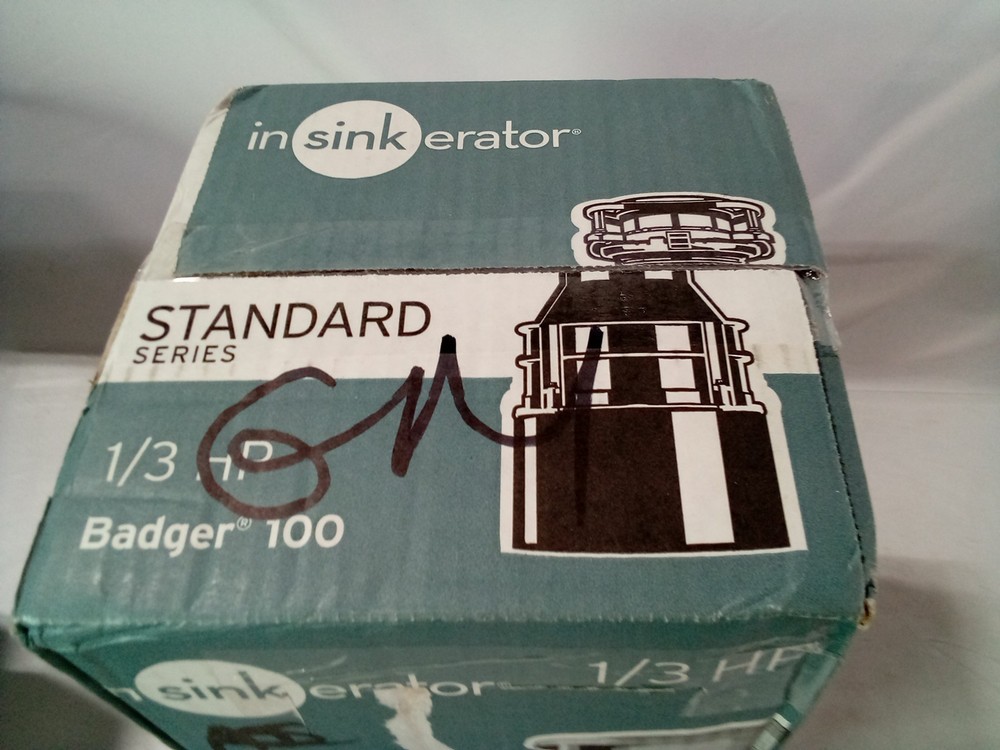 insinkerator®
STANDARD
SERIES
1/3 HP
Badger® 100
insinkerator®
1/3 HP